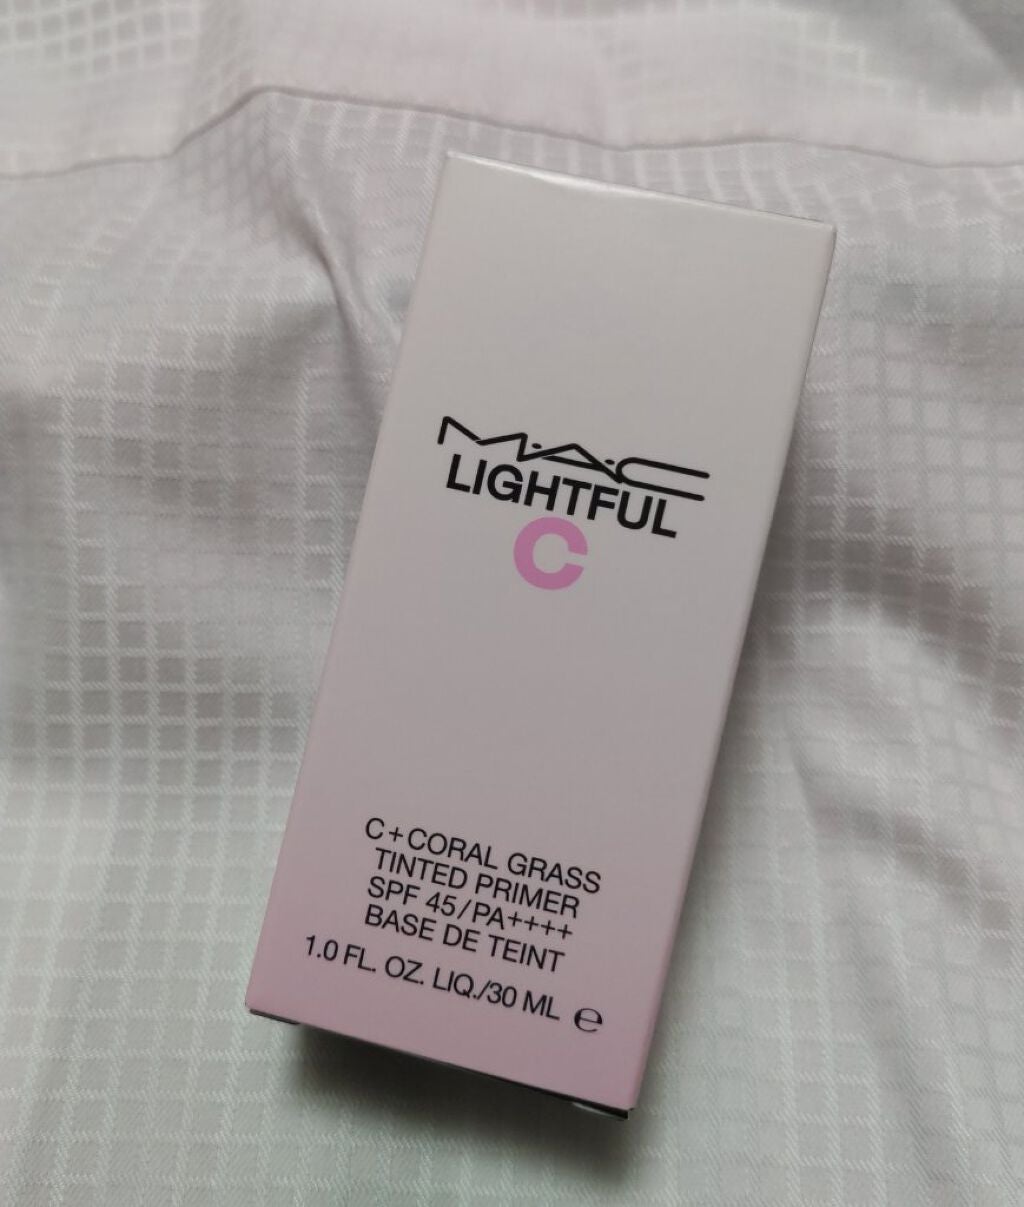 M·A·C
LIGHTFUL
C
C+CORAL GRASS
TINTED PRIMER
SPF 45/PA++++
BASE DE TEINT
1.0 FL. OZ. LIQ./30 ML ℮